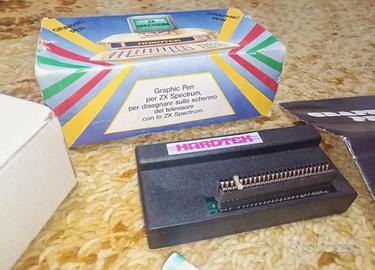 GRAPHIC
PEN
ZX
SPECTRUM
GRAPHIC
PEN
HARDTEK
Graphic Pen
per ZX Spectrum,
per disegnare sullo schermo
del televisore
con lo ZX Spectrum.
HARDTEK